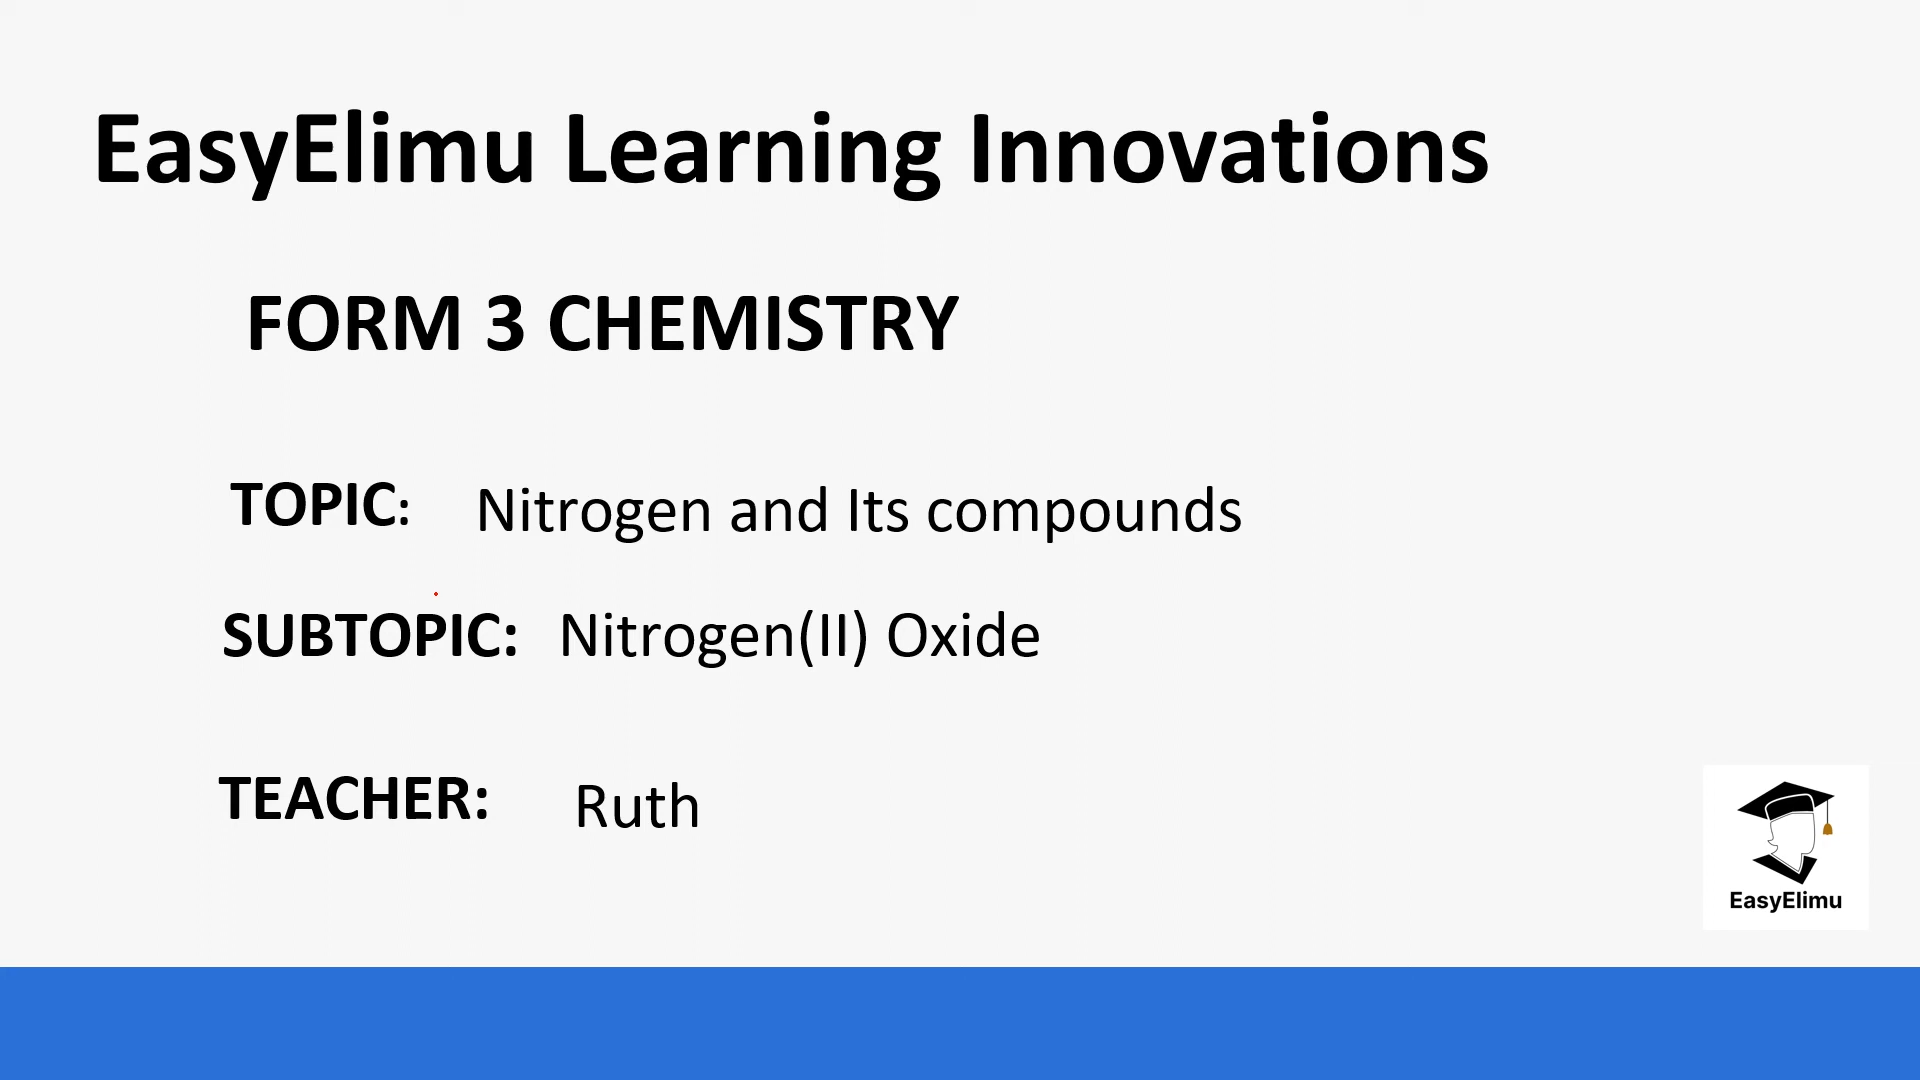 EasyElimu Learning Innovations
FORM 3 CHEMISTRY
TOPIC: Nitrogen and Its compounds
SUBTOPIC: Nitrogen(II) Oxide
TEACHER: Ruth
EasyElimu